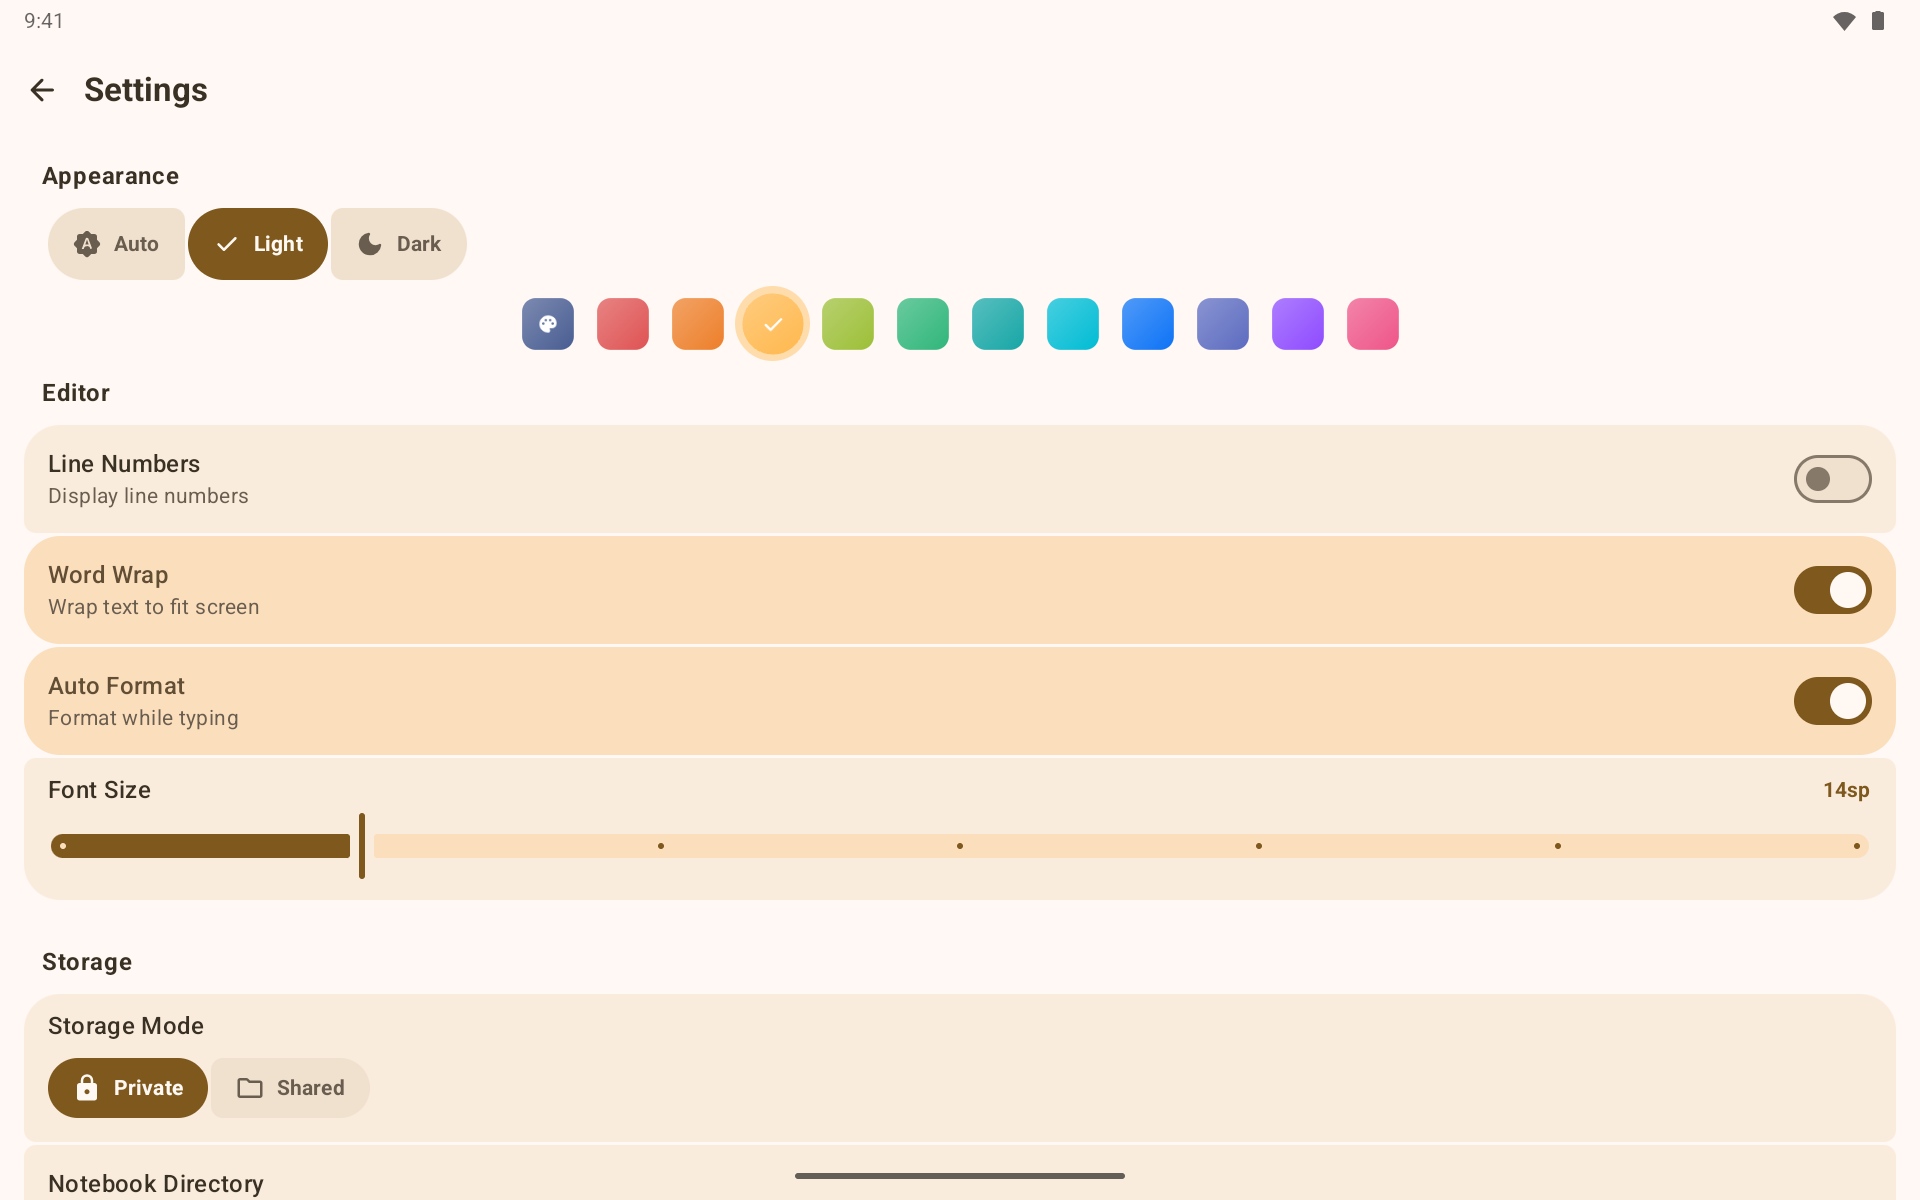 9:41
Settings
Appearance
Auto
Light
Dark
Editor
Line Numbers
Display line numbers
Word Wrap
Wrap text to fit screen
Auto Format
Format while typing
Font Size
14sp
Storage
Storage Mode
Private
Shared
Notebook Directory